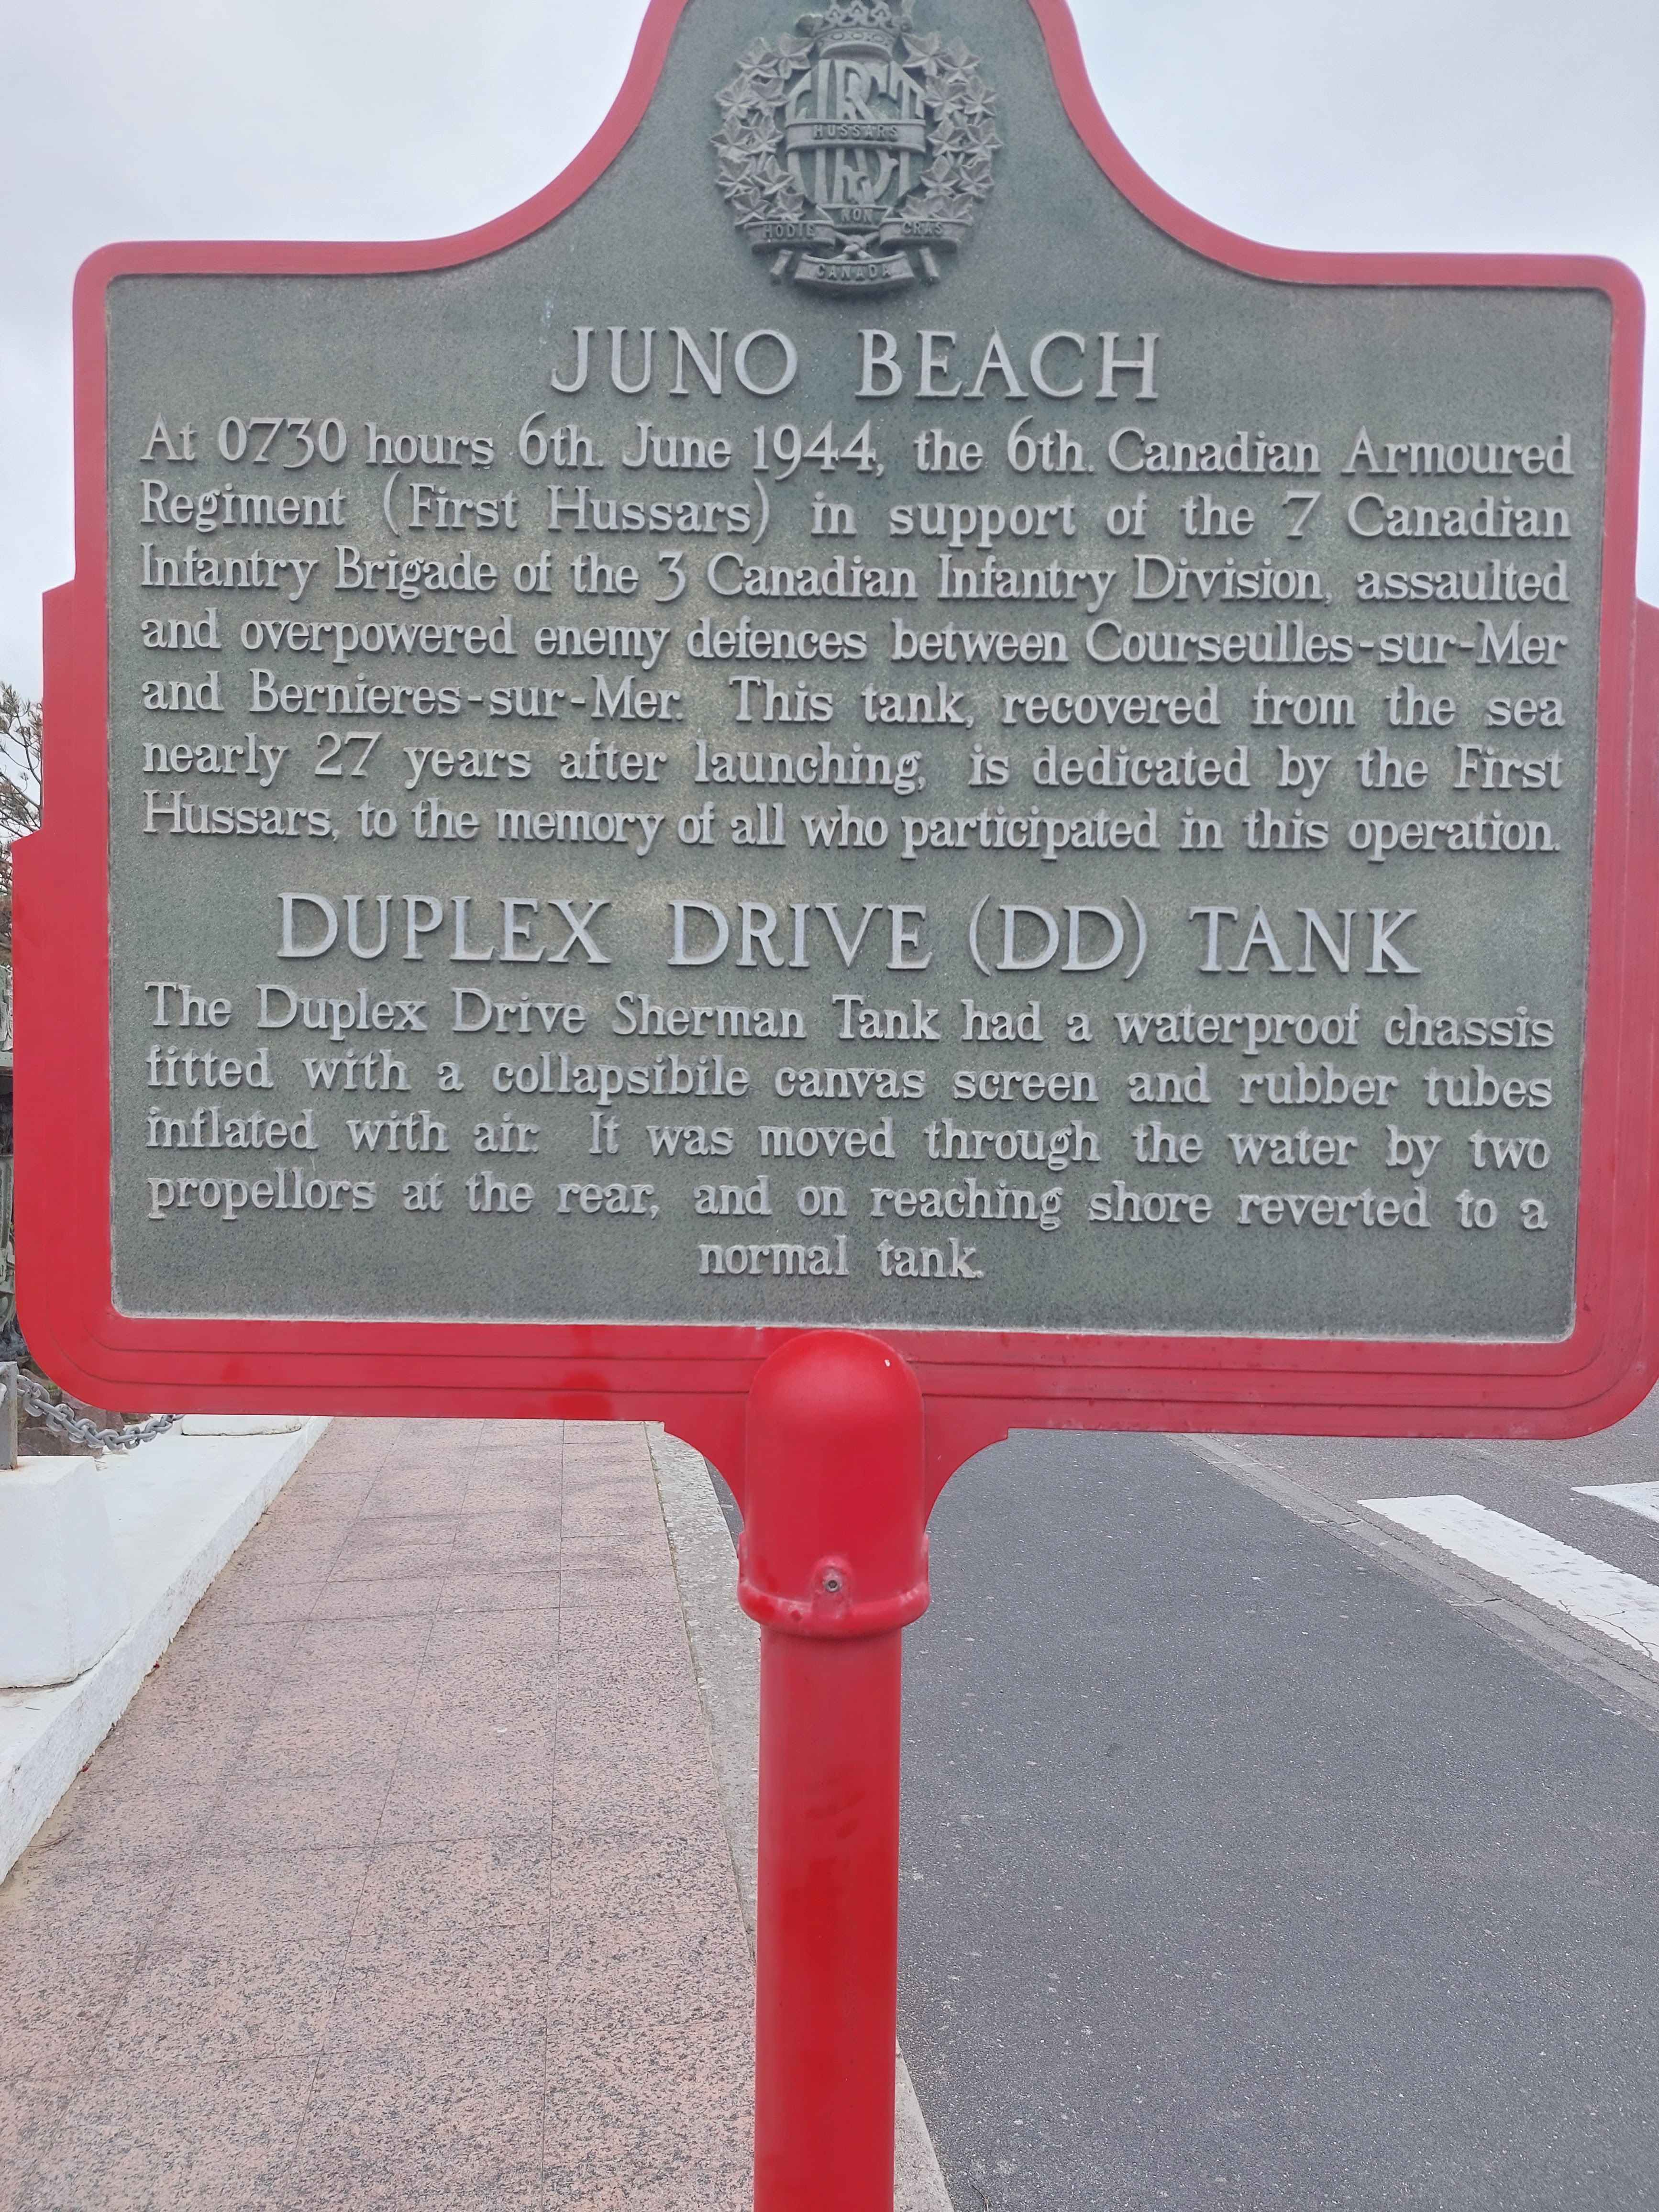 HUSSARS
NON
HODIE CRAS
CANADA
JUNO BEACH
At 0730 hours 6th. June 1944, the 6th. Canadian Armoured
Regiment (First Hussars) in support of the 7 Canadian
Infantry Brigade of the 3 Canadian Infantry Division, assaulted
and overpowered enemy defences between Courseulles-sur-Mer
and Bernieres-sur-Mer. This tank, recovered from the sea
nearly 27 years after launching, is dedicated by the First
Hussars, to the memory of all who participated in this operation.
DUPLEX DRIVE (DD) TANK
The Duplex Drive Sherman Tank had a waterproof chassis
fitted with a collapsibile canvas screen and rubber tubes
inflated with air. It was moved through the water by two
propellors at the rear, and on reaching shore reverted to a
normal tank.